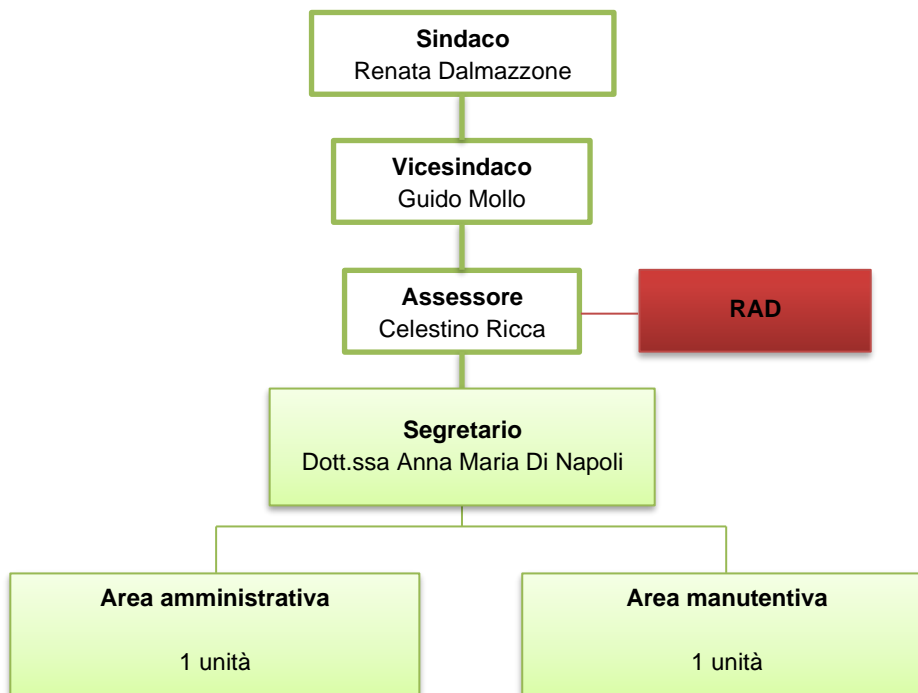 Sindaco
Renata Dalmazzone
Vicesindaco
Guido Mollo
Assessore
Celestino Ricca
RAD
Segretario
Dott.ssa Anna Maria Di Napoli
Area amministrativa
1 unità
Area manutentiva
1 unità